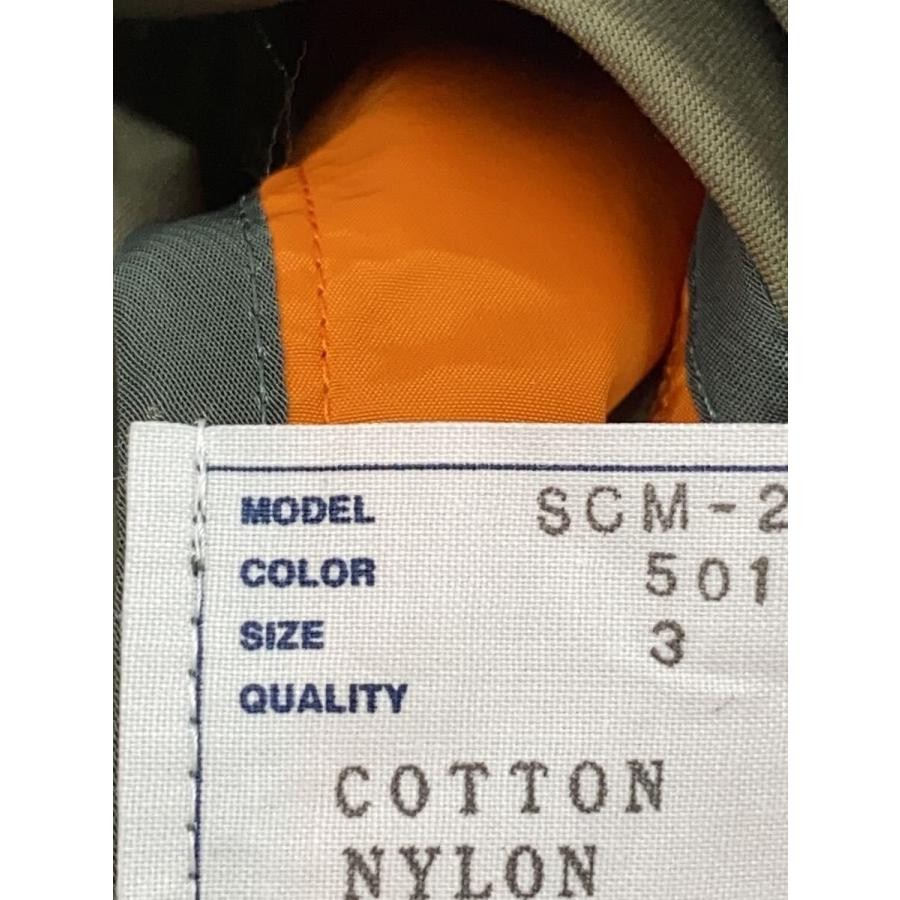 MODEL SCM-2
COLOR 501
SIZE 3
QUALITY
COTTON
NYLON